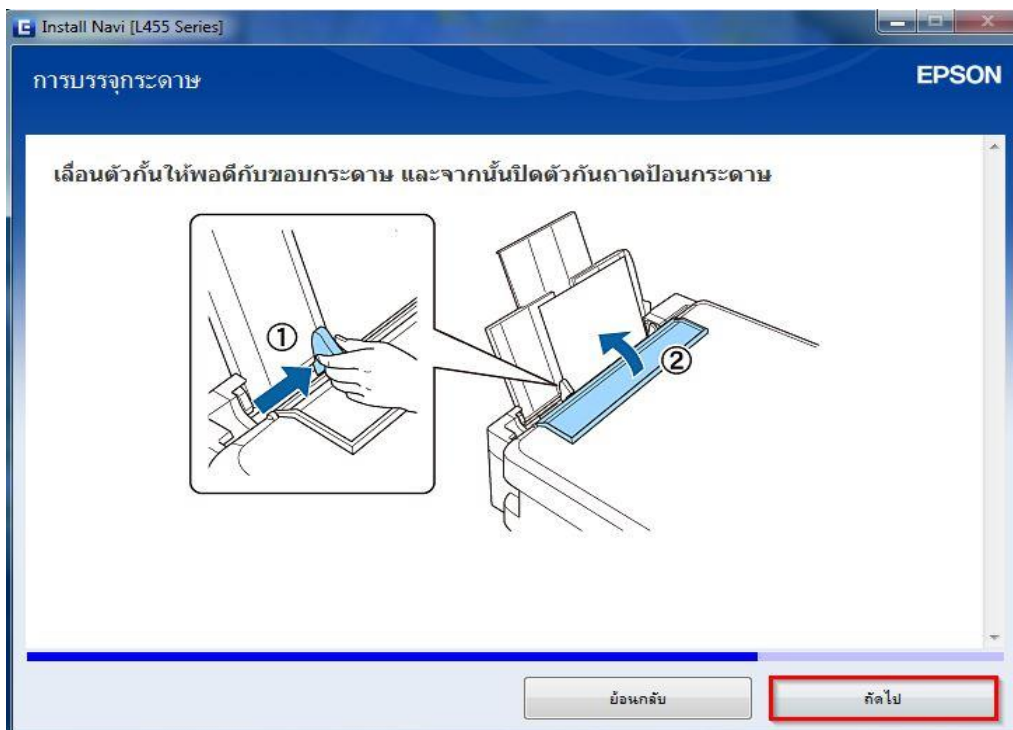 Install Navi [L455 Series]
การบรรจุกระดาษ
EPSON
เลื่อนตัวกั้นให้พอดีกับขอบกระดาษ และจากนั้นปิดตัวกันถาดป้อนกระดาษ
①
②
ย้อนกลับ
ถัดไป